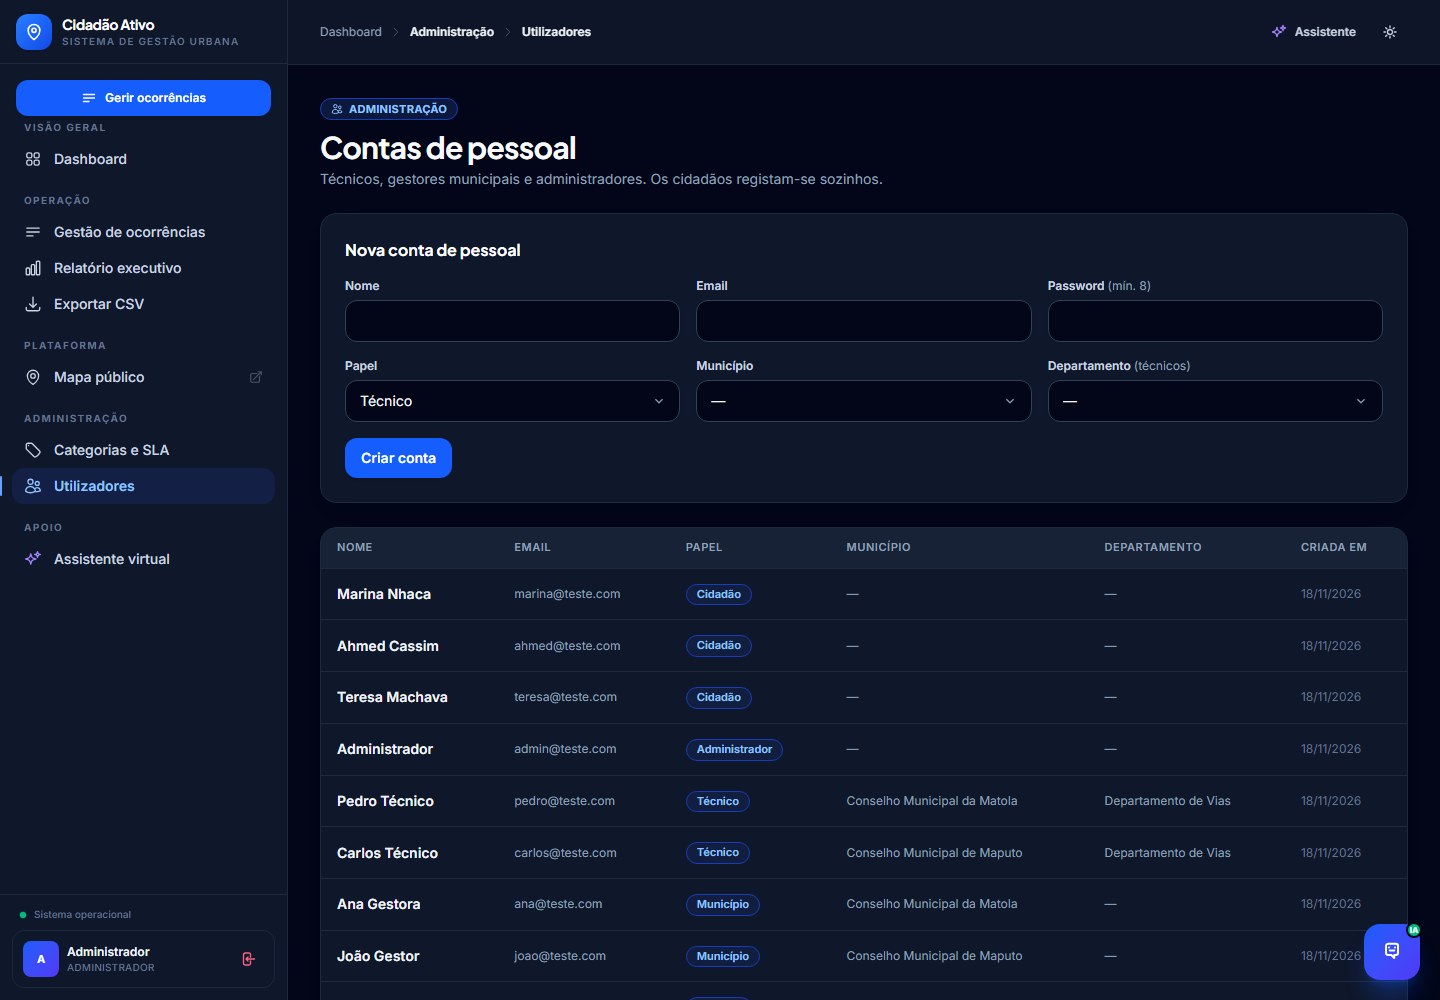 Cidadão Ativo
SISTEMA DE GESTÃO URBANA
Gerir ocorrências
VISÃO GERAL
Dashboard
OPERAÇÃO
Gestão de ocorrências
Relatório executivo
Exportar CSV
PLATAFORMA
Mapa público
ADMINISTRAÇÃO
Categorias e SLA
Utilizadores
APOIO
Assistente virtual
Sistema operacional
A
Administrador
ADMINISTRADOR
Dashboard Administração Utilizadores
Assistente
ADMINISTRAÇÃO
Contas de pessoal
Técnicos, gestores municipais e administradores. Os cidadãos registam-se sozinhos.
Nova conta de pessoal
Nome Email Password (mín. 8)
Papel Município Departamento (técnicos)
Técnico — —
Criar conta
NOME EMAIL PAPEL MUNICÍPIO DEPARTAMENTO CRIADA EM
Marina Nhaca marina@teste.com Cidadão — — 18/11/2026
Ahmed Cassim ahmed@teste.com Cidadão — — 18/11/2026
Teresa Machava teresa@teste.com Cidadão — — 18/11/2026
Administrador admin@teste.com Administrador — — 18/11/2026
Pedro Técnico pedro@teste.com Técnico Conselho Municipal da Matola Departamento de Vias 18/11/2026
Carlos Técnico carlos@teste.com Técnico Conselho Municipal de Maputo Departamento de Vias 18/11/2026
Ana Gestora ana@teste.com Município Conselho Municipal da Matola — 18/11/2026
João Gestor joao@teste.com Município Conselho Municipal de Maputo — 18/11/2026
IA